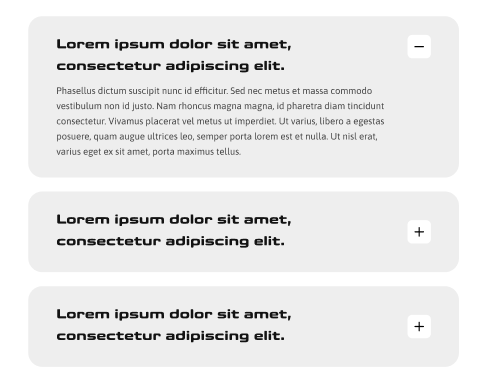 Lorem ipsum dolor sit amet,
consectetur adipiscing elit.
Phasellus dictum suscipit nunc id efficitur. Sed nec metus et massa commodo
vestibulum non id justo. Nam rhoncus magna magna, id pharetra diam tincidunt
consectetur. Vivamus placerat vel metus ut imperdiet. Ut varius, libero a egestas
posuere, quam augue ultrices leo, semper porta lorem est et nulla. Ut nisl erat,
varius eget ex sit amet, porta maximus tellus.
Lorem ipsum dolor sit amet,
consectetur adipiscing elit.
Lorem ipsum dolor sit amet,
consectetur adipiscing elit.